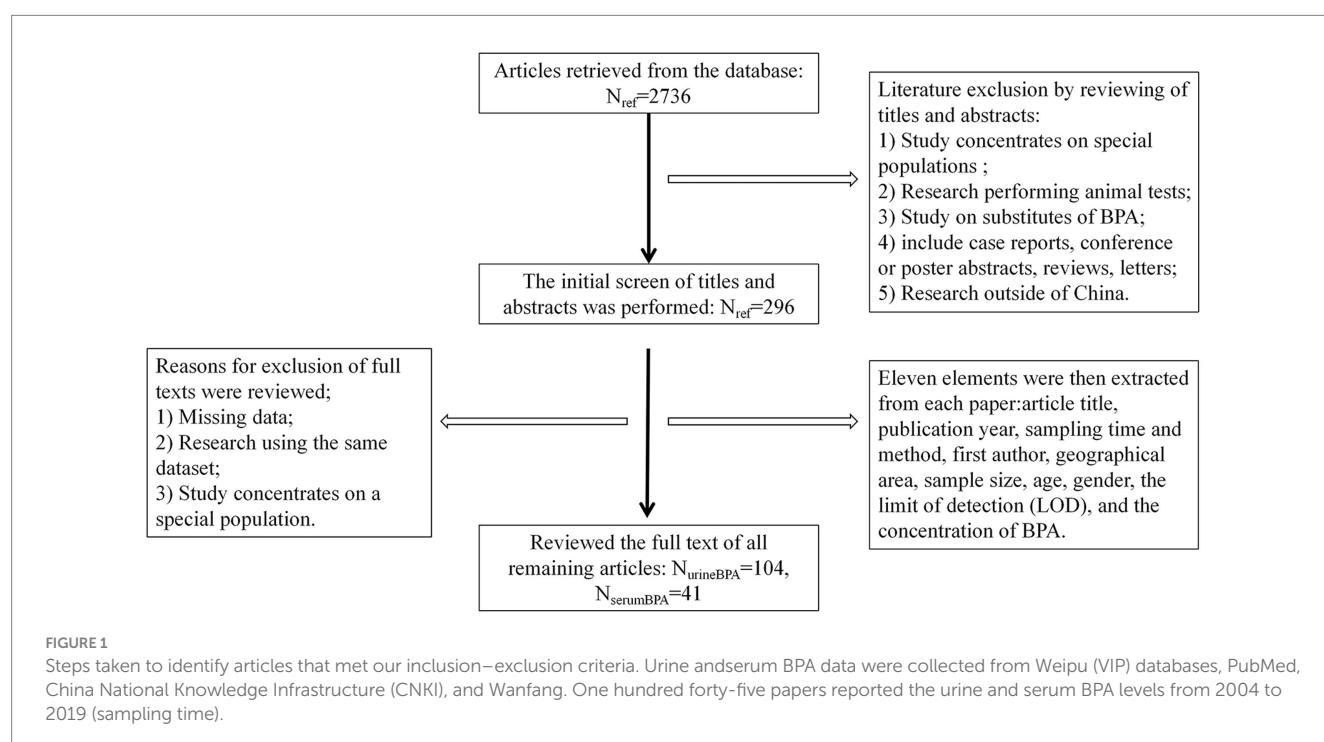 Articles retrieved from the database:
Nref=2736
Literature exclusion by reviewing of
titles and abstracts:
1) Study concentrates on special
populations ;
2) Research performing animal tests;
3) Study on substitutes of BPA;
4) include case reports, conference
or poster abstracts, reviews, letters;
5) Research outside of China.
The initial screen of titles and
abstracts was performed: Nref=296
Reasons for exclusion of full
texts were reviewed;
1) Missing data;
2) Research using the same
dataset;
3) Study concentrates on a
special population.
Eleven elements were then extracted
from each paper:article title,
publication year, sampling time and
method, first author, geographical
area, sample size, age, gender, the
limit of detection (LOD), and the
concentration of BPA.
Reviewed the full text of all
remaining articles: NurineBPA=104,
NserumBPA=41
FIGURE 1
Steps taken to identify articles that met our inclusion–exclusion criteria. Urine andserum BPA data were collected from Weipu (VIP) databases, PubMed,
China National Knowledge Infrastructure (CNKI), and Wanfang. One hundred forty-five papers reported the urine and serum BPA levels from 2004 to
2019 (sampling time).